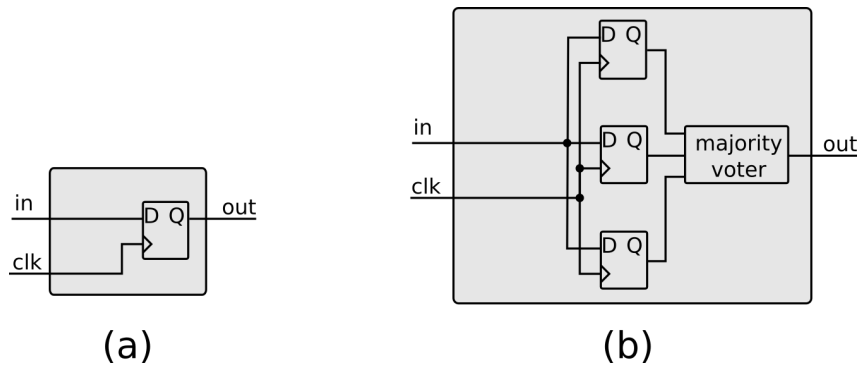 in
clk
D Q
out
(a)
in
clk
D Q
D Q
D Q
majority
voter
out
(b)